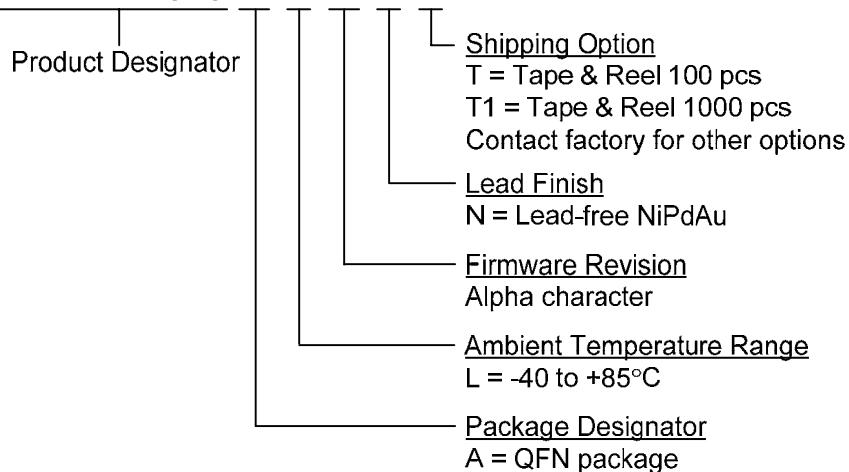 Product Designator
Shipping Option
T = Tape & Reel 100 pcs
T1 = Tape & Reel 1000 pcs
Contact factory for other options
Lead Finish
N = Lead-free NiPdAu
Firmware Revision
Alpha character
Ambient Temperature Range
L = -40 to +85°C
Package Designator
A = QFN package